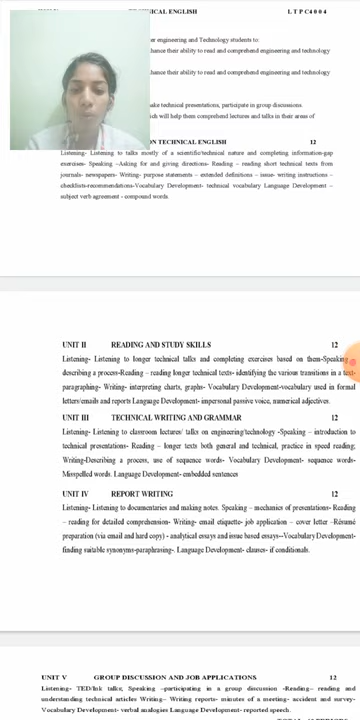 ICAL ENGLISH L T P C 4 0 0 4
er engineering and Technology students to:
hance their ability to read and comprehend engineering and technology
hance their ability to read and comprehend engineering and technology
ake technical presentations, participate in group discussions.
ich will help them comprehend lectures and talks in their areas of
ON TECHNICAL ENGLISH 12
Listening- Listening to talks mostly of a scientific/technical nature and completing information-gap
exercises- Speaking –Asking for and giving directions- Reading – reading short technical texts from
journals- newspapers- Writing- purpose statements – extended definitions – issue- writing instructions –
checklists-recommendations-Vocabulary Development- technical vocabulary Language Development –
subject verb agreement - compound words.
UNIT II READING AND STUDY SKILLS 12
Listening- Listening to longer technical talks and completing exercises based on them-Speaking
describing a process-Reading – reading longer technical texts- identifying the various transitions in a text-
paragraphing- Writing- interpreting charts, graphs- Vocabulary Development-vocabulary used in formal
letters/emails and reports Language Development- impersonal passive voice, numerical adjectives.
UNIT III TECHNICAL WRITING AND GRAMMAR 12
Listening- Listening to classroom lectures/ talks on engineering/technology -Speaking – introduction to
technical presentations- Reading – longer texts both general and technical, practice in speed reading;
Writing-Describing a process, use of sequence words- Vocabulary Development- sequence words-
Misspelled words. Language Development- embedded sentences
UNIT IV REPORT WRITING 12
Listening- Listening to documentaries and making notes. Speaking – mechanics of presentations- Reading
– reading for detailed comprehension- Writing- email etiquette- job application – cover letter –Résumé
preparation (via email and hard copy) - analytical essays and issue based essays--Vocabulary Development-
finding suitable synonyms-paraphrasing-. Language Development- clauses- if conditionals.
UNIT V GROUP DISCUSSION AND JOB APPLICATIONS 12
Listening- TED/Ink talks; Speaking –participating in a group discussion -Reading– reading and
understanding technical articles Writing– Writing reports- minutes of a meeting- accident and survey-
Vocabulary Development- verbal analogies Language Development- reported speech.